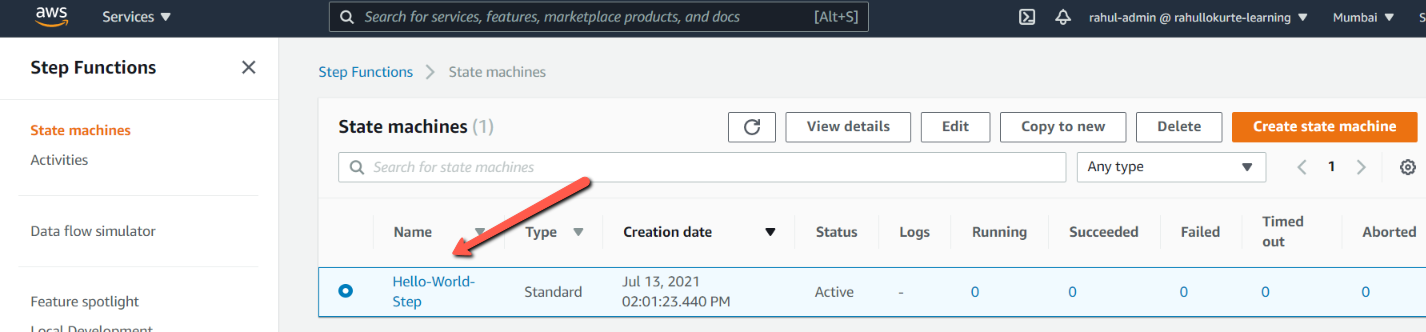 aws Services Search for services, features, marketplace products, and docs [Alt+S] rahul-admin @ rahullokurte-learning Mumbai S
Step Functions
State machines
Activities
Data flow simulator
Feature spotlight
Local Development
Step Functions State machines
State machines (1) View details Edit Copy to new Delete Create state machine
Search for state machines Any type 1
Name Type Creation date Status Logs Running Succeeded Failed Timed out Aborted
Hello-World-Step Standard Jul 13, 2021 02:01:23.440 PM Active - 0 0 0 0 0